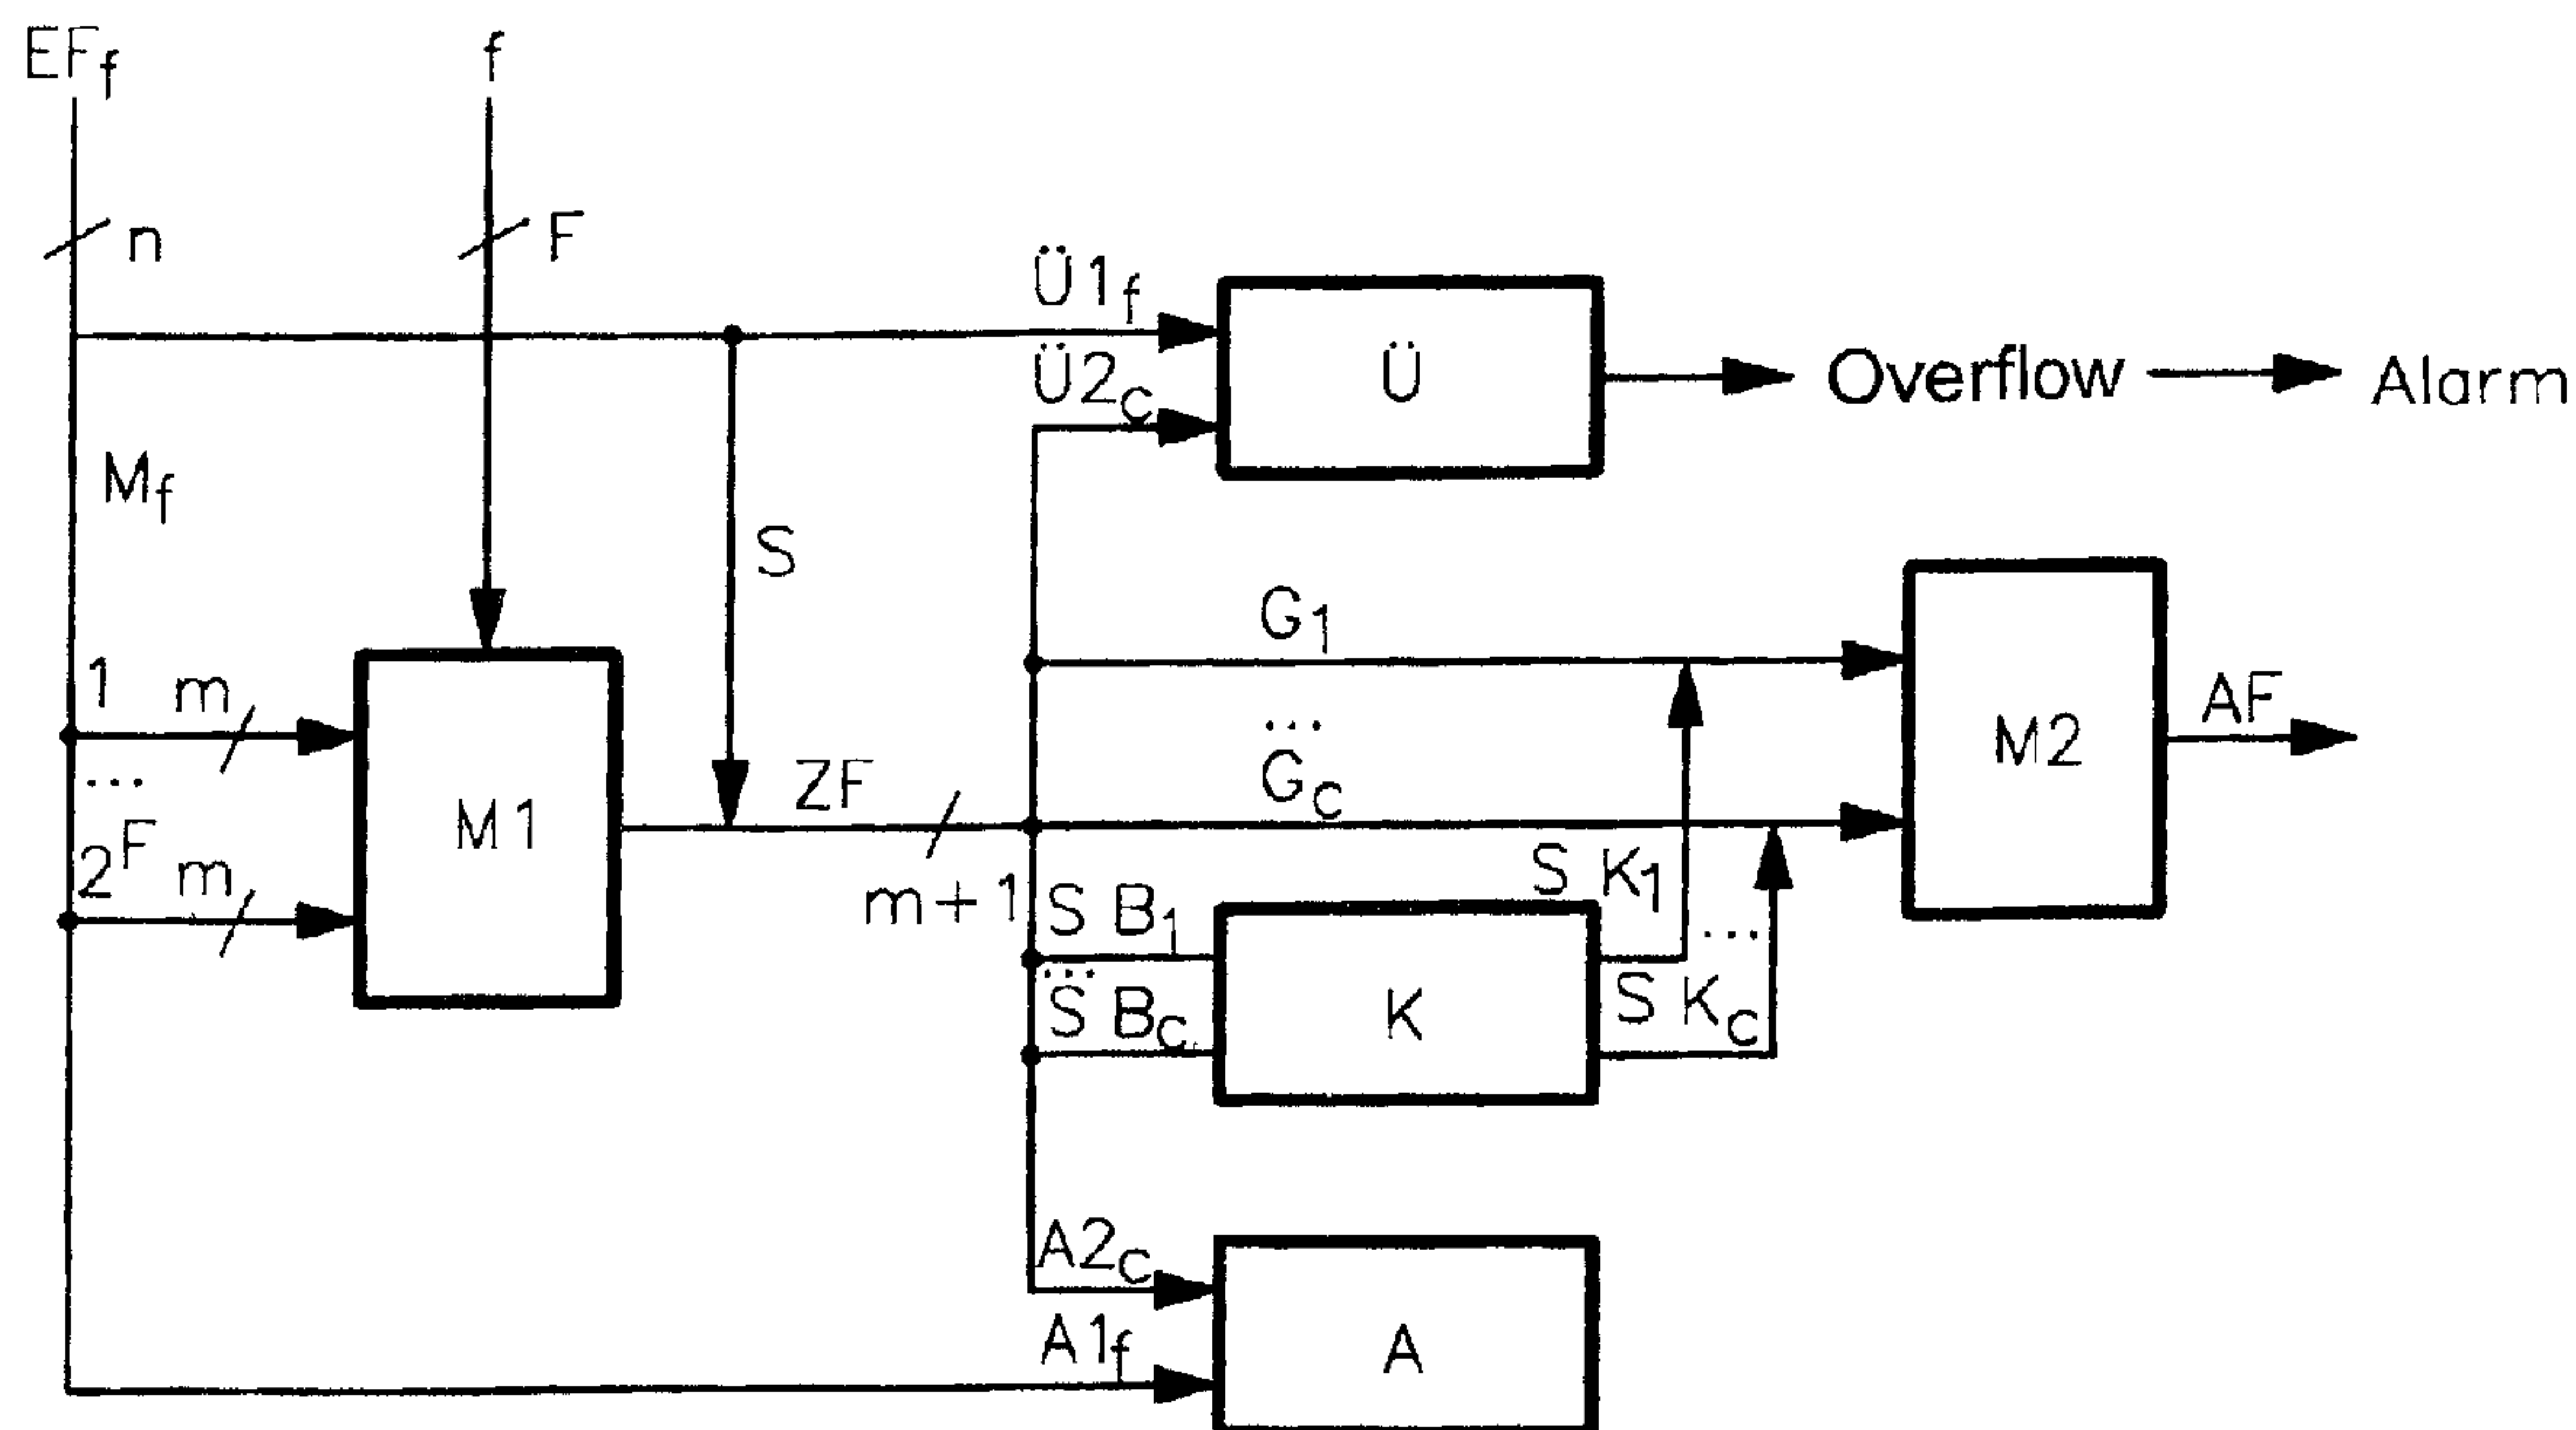 EFf
f
n
F
Ü1f
Ü2c
Ü
Overflow
Alarm
Mf
S
G1
...
Gc
M2
AF
1
m
...
2^F
m
M1
ZF
m+1
S B1
...
S Bc
K
S K1
...
S Kc
A2c
A1f
A